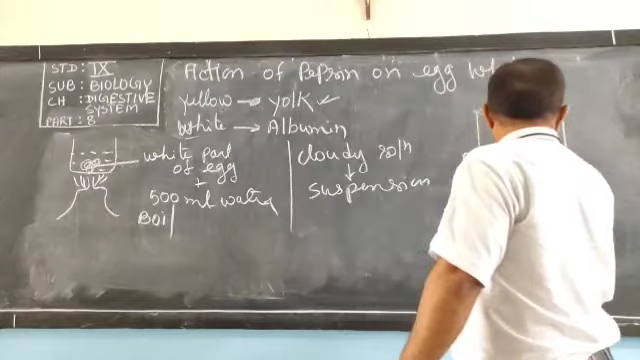 STD: IX
SUB: BIOLOGY
CH: DIGESTIVE
SYSTEM
PART: 8
Action of Pepsin on egg
yellow → yolk ✓
White → Albumin
white part
of egg
+
500 ml water
Boil
cloudy soln
↓
suspension